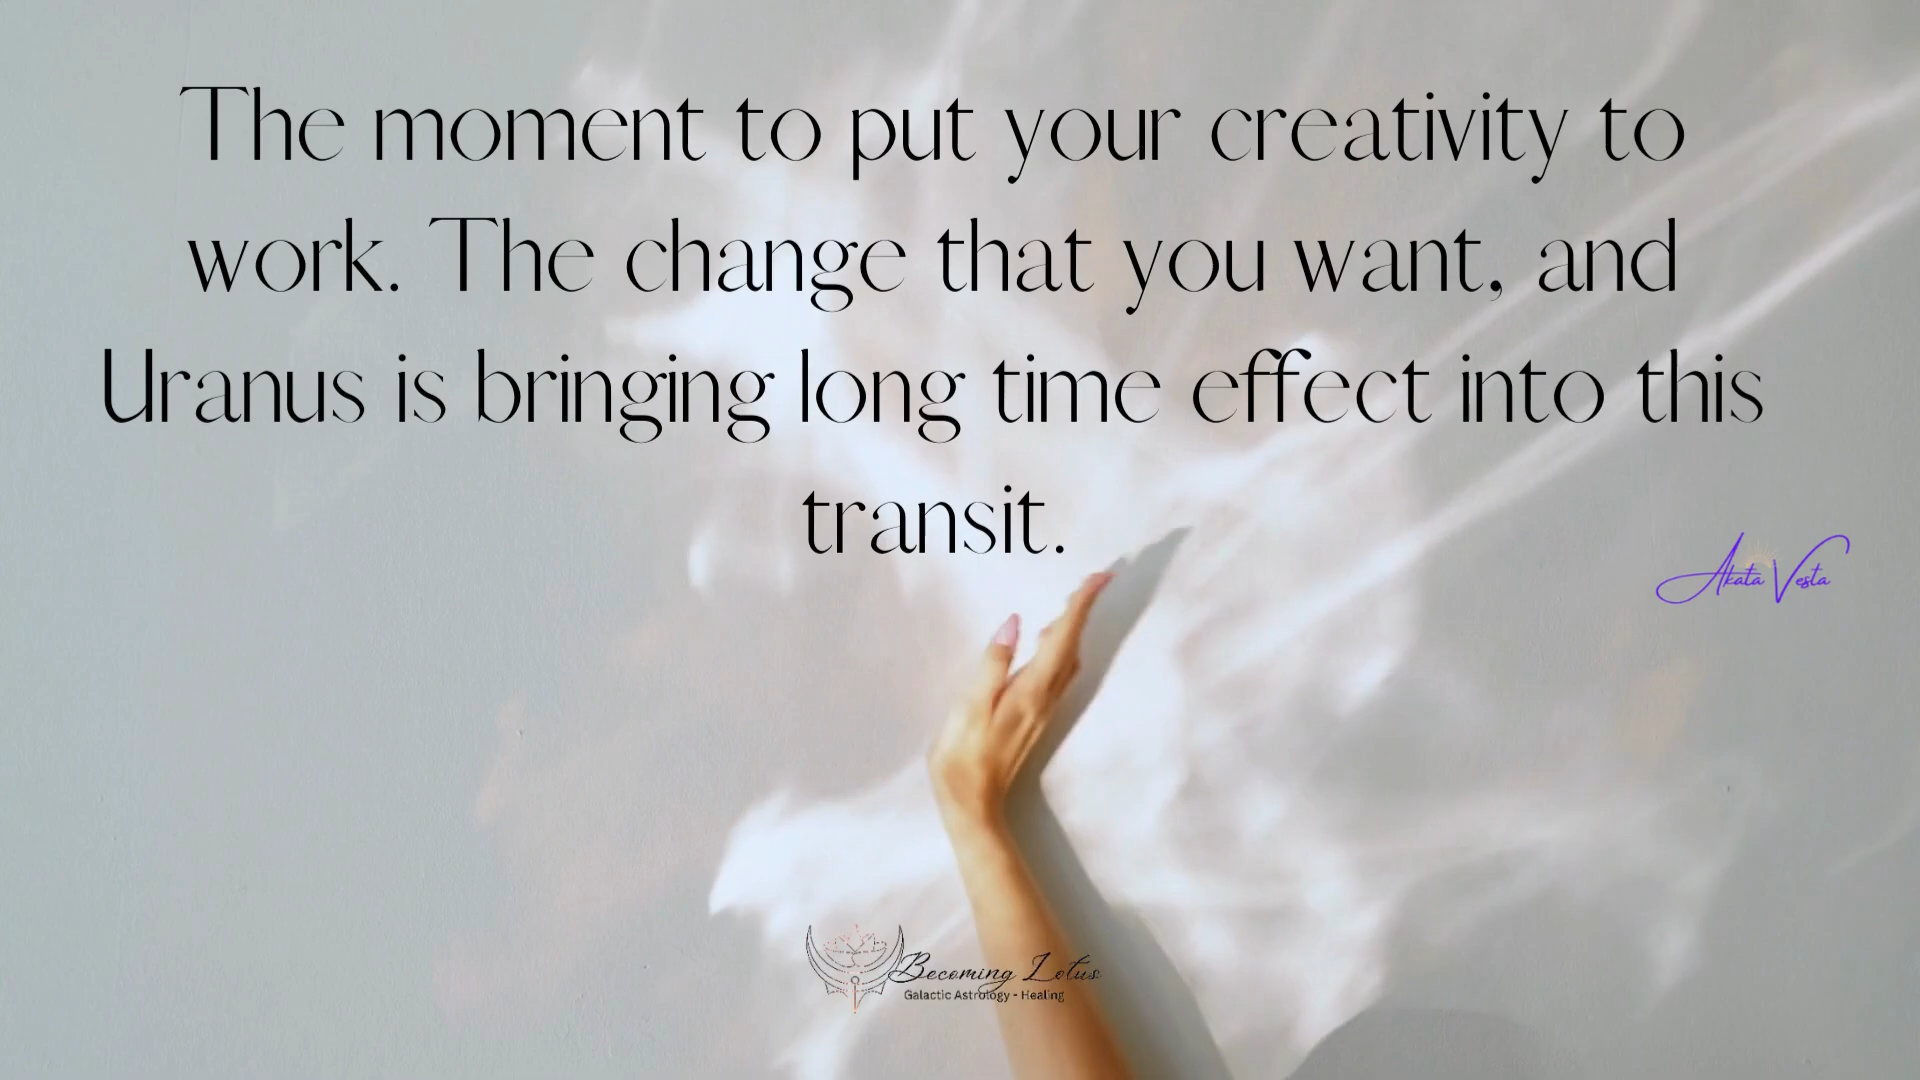 The moment to put your creativity to
work. The change that you want, and
Uranus is bringing long time effect into this
transit.
Akata Vesta
Becoming Lotus
Galactic Astrology - Healing